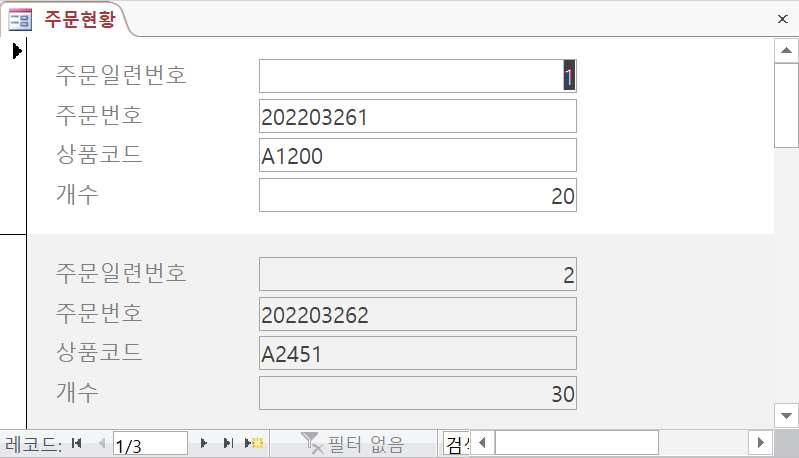 주문현황
주문일련번호 1
주문번호 202203261
상품코드 A1200
개수 20
주문일련번호 2
주문번호 202203262
상품코드 A2451
개수 30
레코드: 1/3 필터 없음 검색